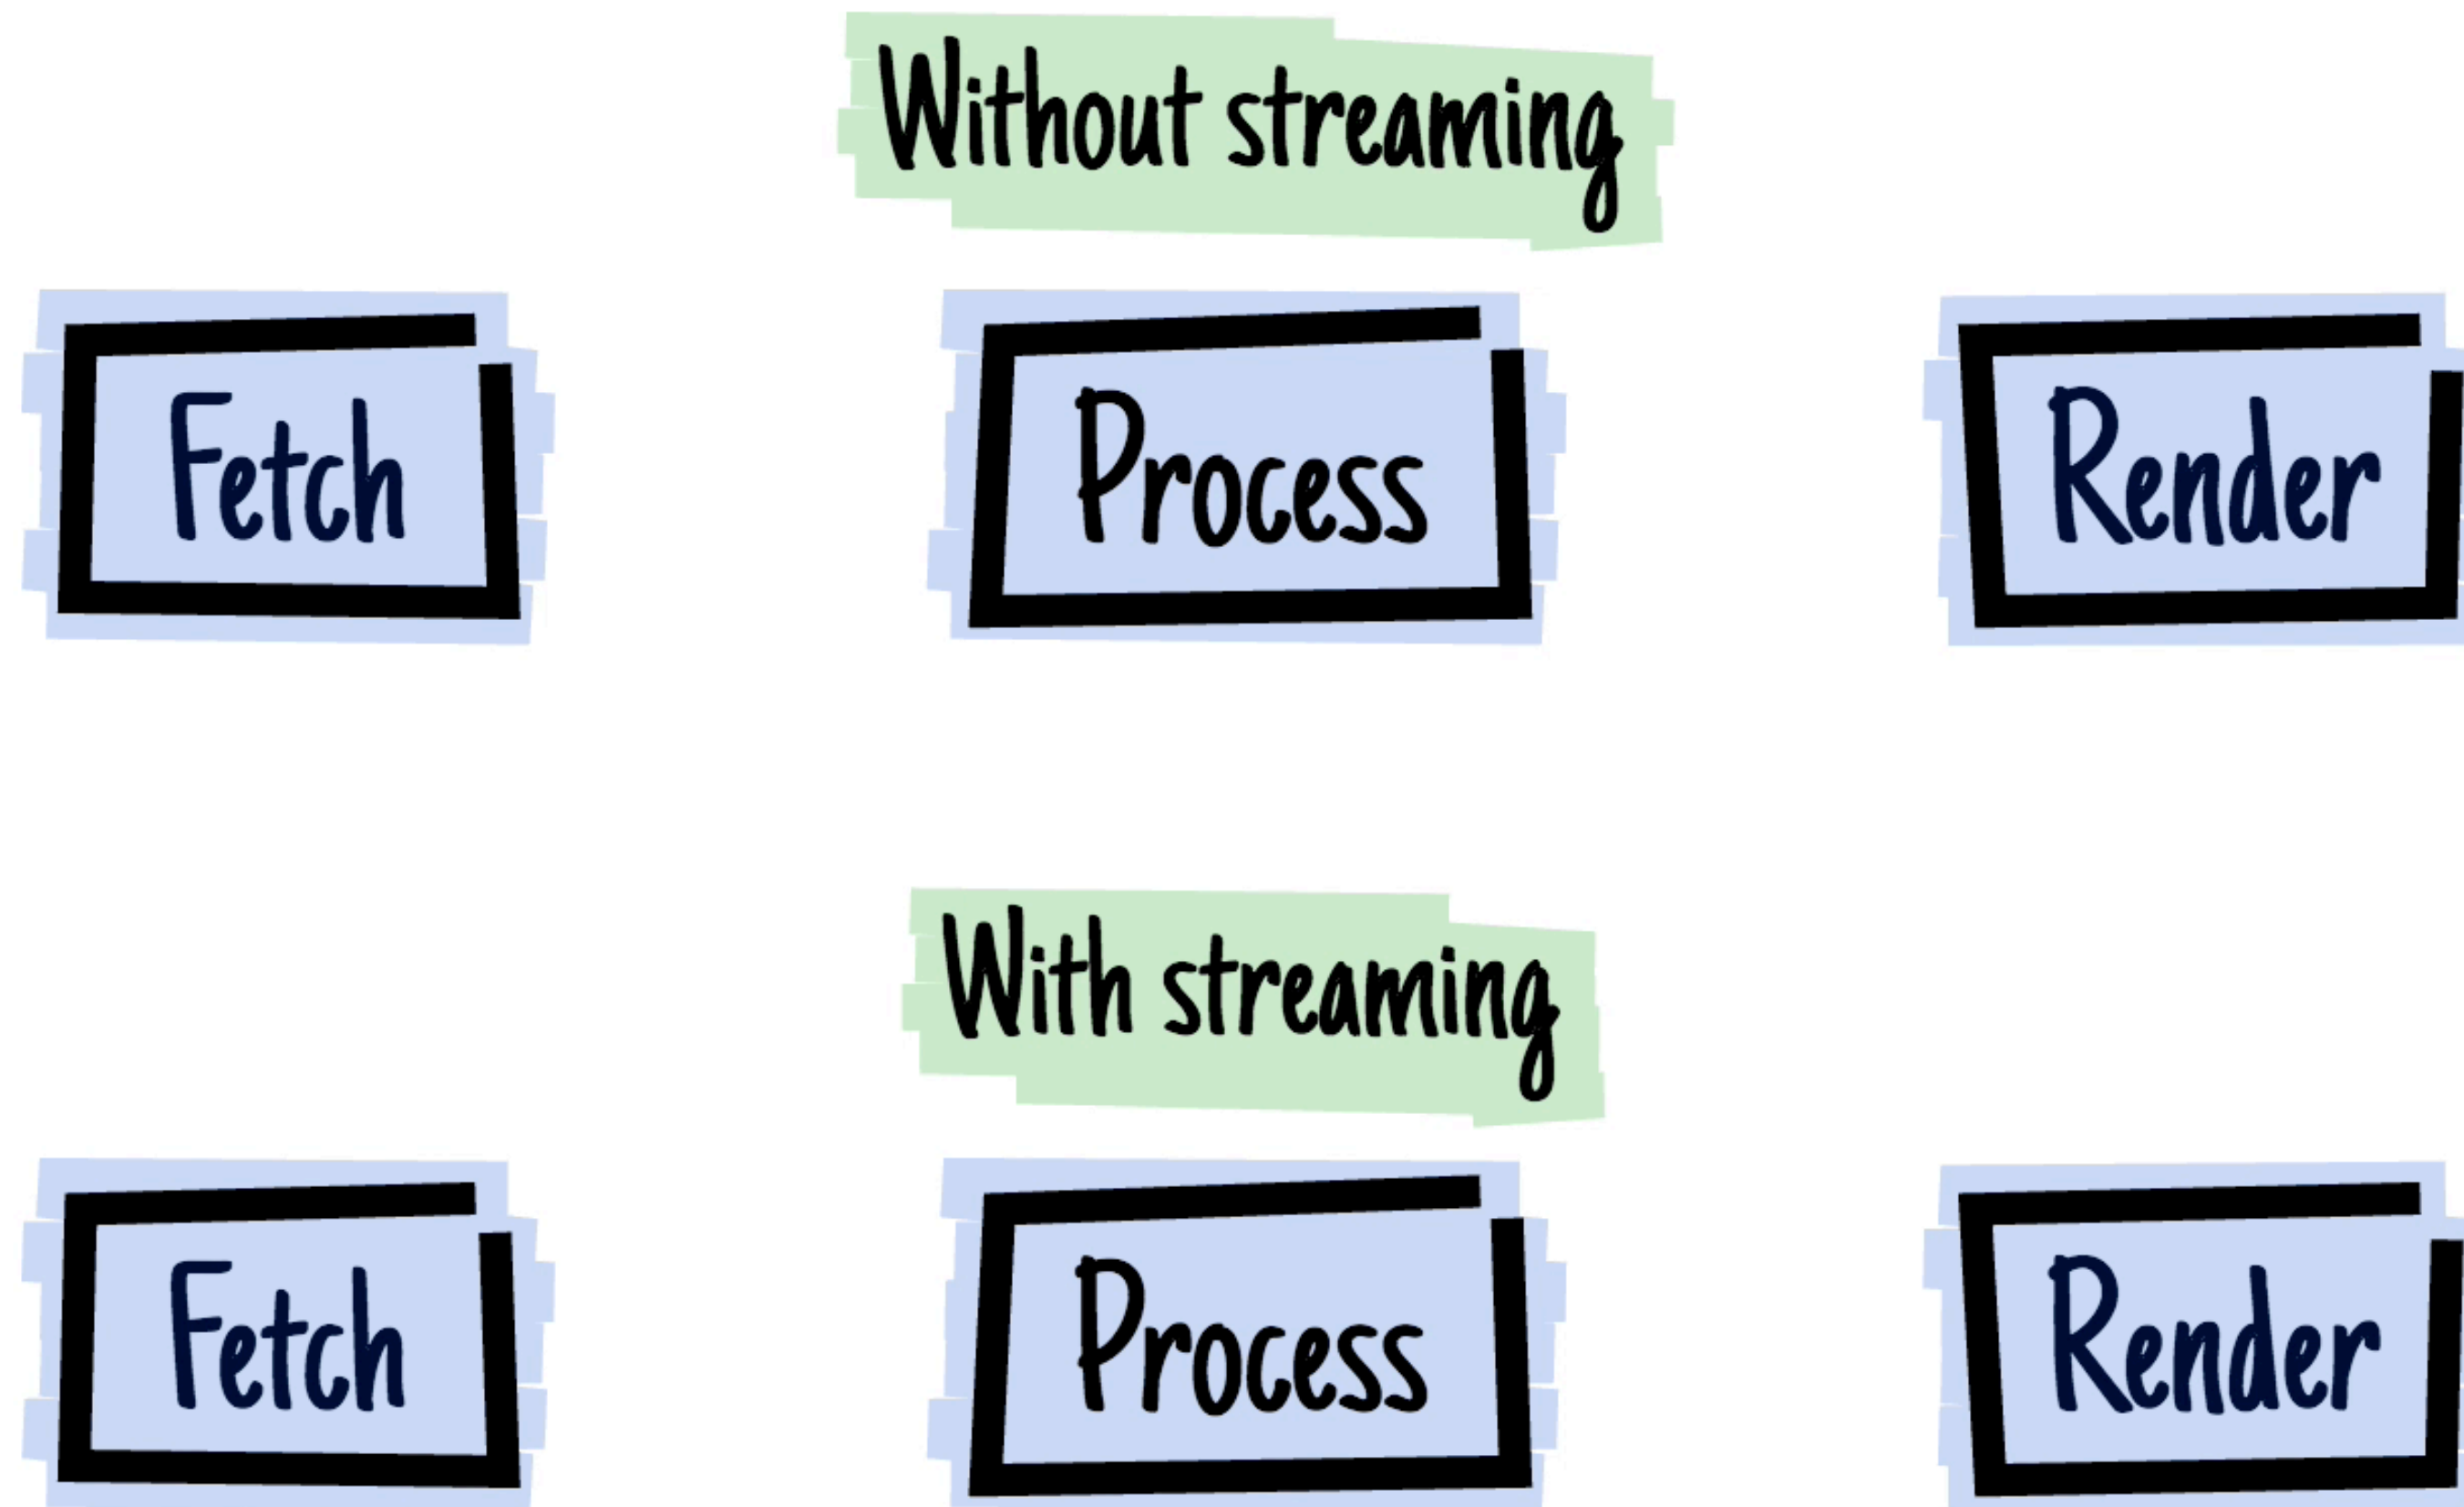 Without streaming
Fetch Process Render
With streaming
Fetch Process Render